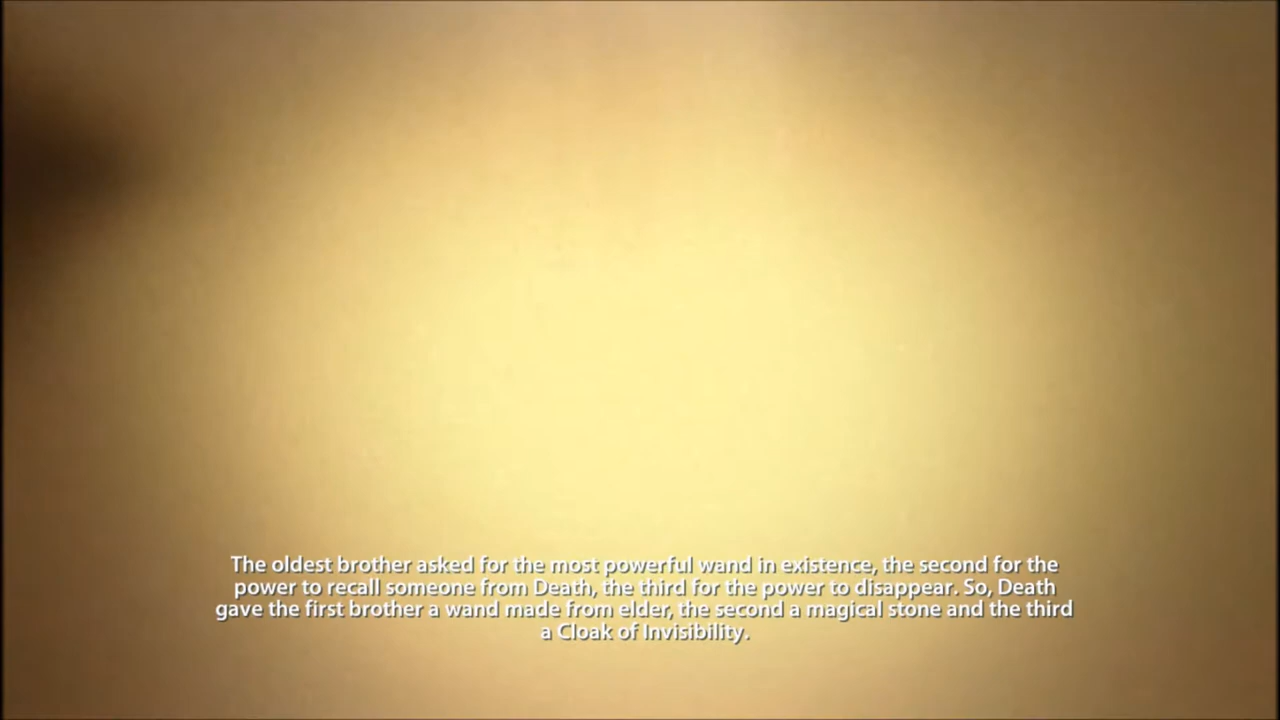 The oldest brother asked for the most powerful wand in existence, the second for the
power to recall someone from Death, the third for the power to disappear. So, Death
gave the first brother a wand made from elder, the second a magical stone and the third
a Cloak of Invisibility.